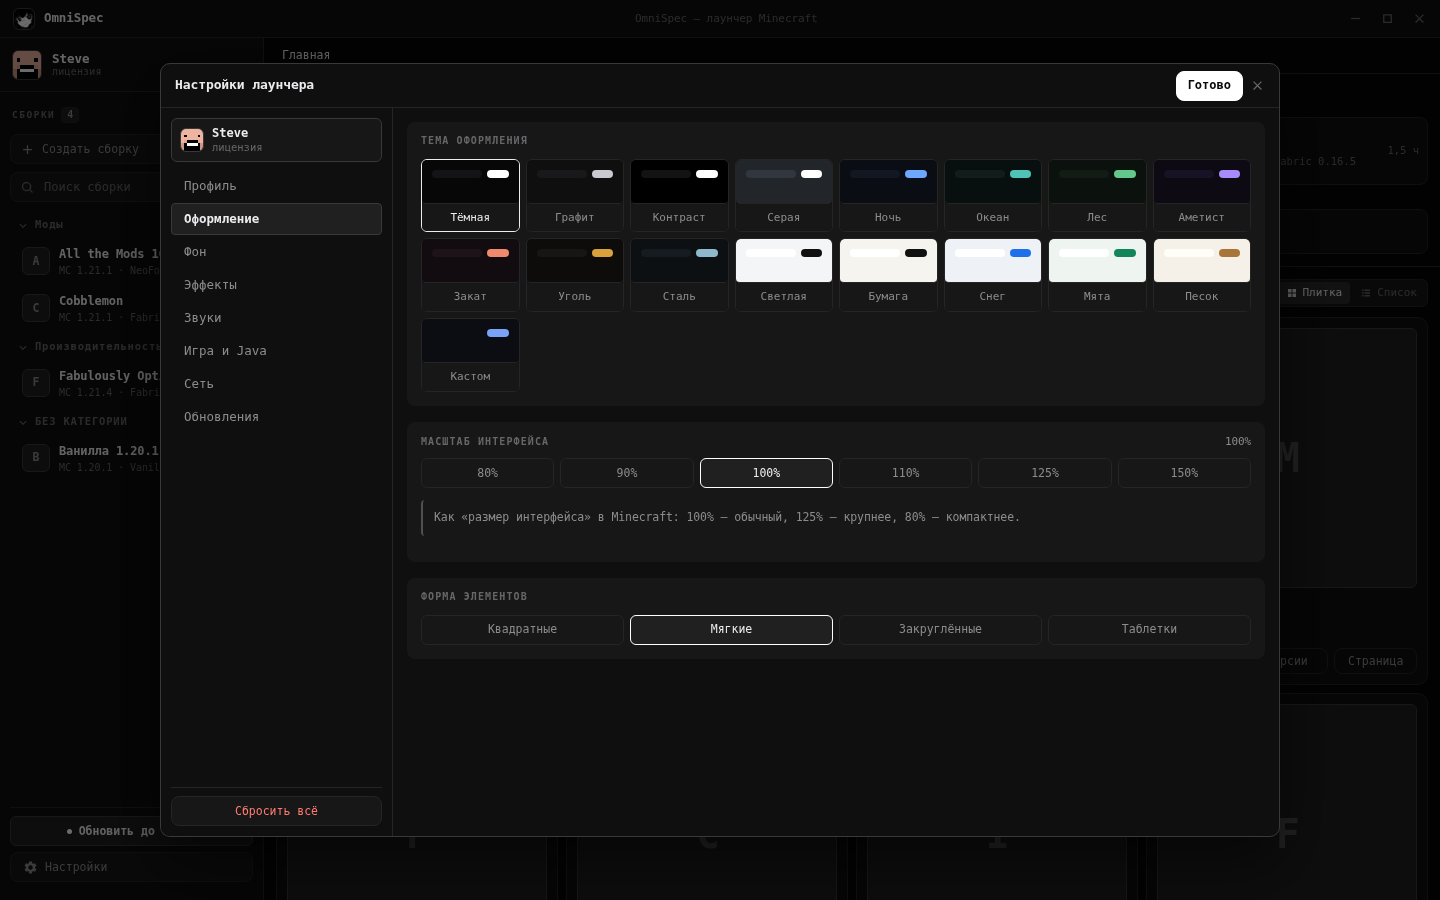 OmniSpec
OmniSpec — лаунчер Minecraft
Steve
лицензия
Главная
СБОРКИ 4
Создать сборку
Поиск сборки
Моды
A
All the Mods 1
MC 1.21.1 · NeoFo
C
Cobblemon
MC 1.21.1 · Fabri
Производительность
F
Fabulously Opt
MC 1.21.4 · Fabri
БЕЗ КАТЕГОРИИ
В
Ванилла 1.20.1
MC 1.20.1 · Vanil
Обновить до
Настройки
Настройки лаунчера
Готово
Steve
лицензия
Профиль
Оформление
Фон
Эффекты
Звуки
Игра и Java
Сеть
Обновления
Сбросить всё
ТЕМА ОФОРМЛЕНИЯ
Тёмная
Графит
Контраст
Серая
Ночь
Океан
Лес
Аметист
Закат
Уголь
Сталь
Светлая
Бумага
Снег
Мята
Песок
Кастом
МАСШТАБ ИНТЕРФЕЙСА
100%
80%
90%
100%
110%
125%
150%
Как «размер интерфейса» в Minecraft: 100% — обычный, 125% — крупнее, 80% — компактнее.
ФОРМА ЭЛЕМЕНТОВ
Квадратные
Мягкие
Закруглённые
Таблетки
abric 0.16.5
1,5 ч
Плитка
Список
M
рсии
Страница
F